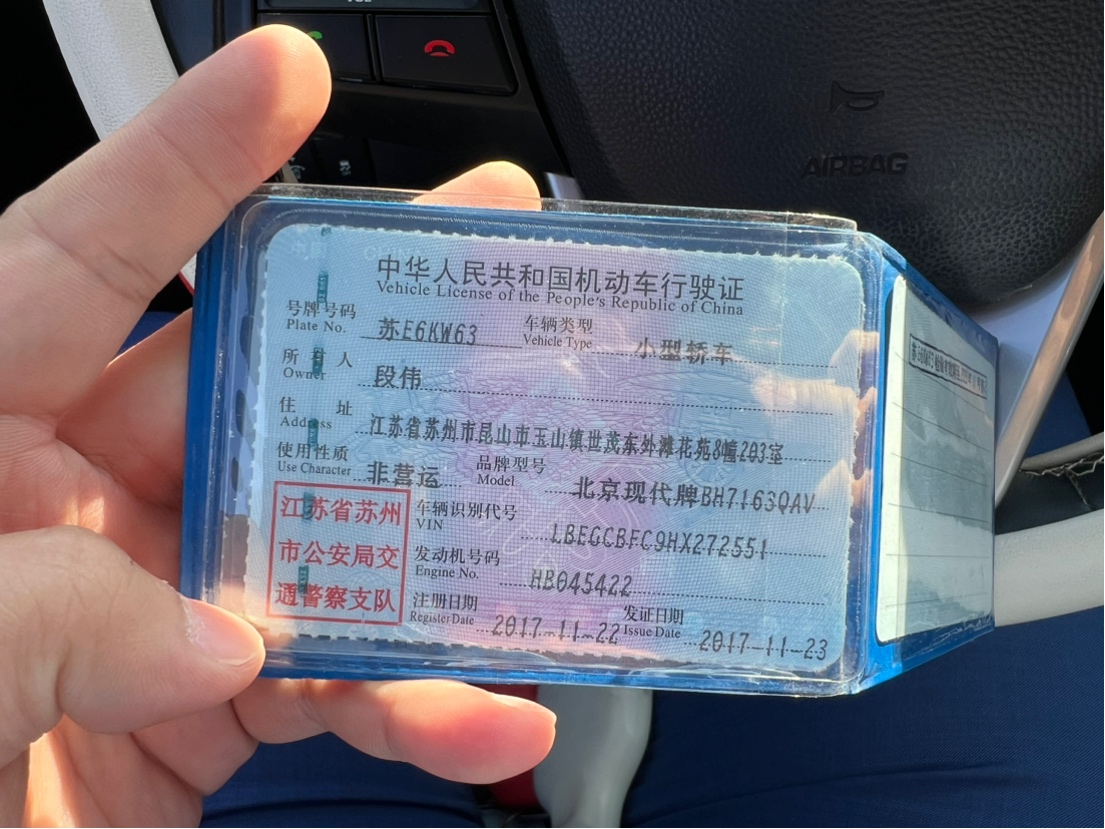 AIRBAG
中华人民共和国机动车行驶证
Vehicle License of the People's Republic of China
号牌号码 苏E6KW63 车辆类型 小型轿车
Plate No. Vehicle Type
所有人 段伟
Owner
住址 江苏省苏州市昆山市玉山镇世茂东外滩花苑8幢203室
Address
使用性质 非营运 品牌型号 北京现代牌BH7163QAV
Use Character Model
江苏省苏州
市公安局交
通警察支队
车辆识别代号 LBEGCBFC9HX272551
VIN
发动机号码 HB045422
Engine No.
注册日期 2017-11-22 发证日期 2017-11-23
Register Date Issue Date